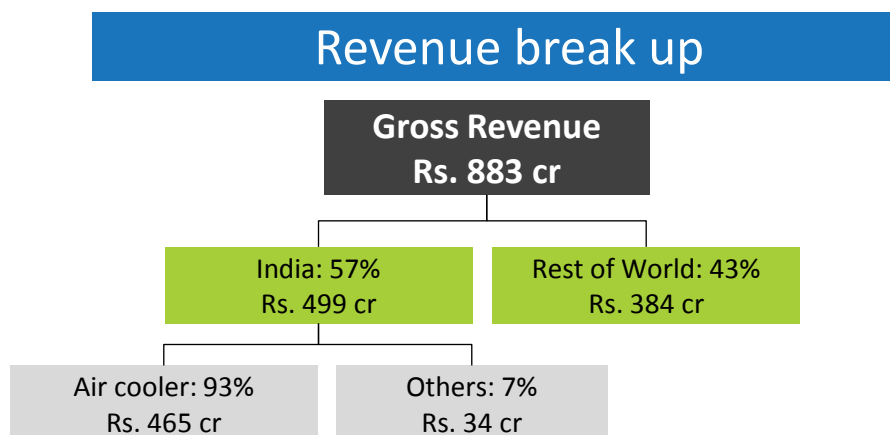 Revenue break up
Gross Revenue
Rs. 883 cr
India: 57%
Rs. 499 cr
Rest of World: 43%
Rs. 384 cr
Air cooler: 93%
Rs. 465 cr
Others: 7%
Rs. 34 cr